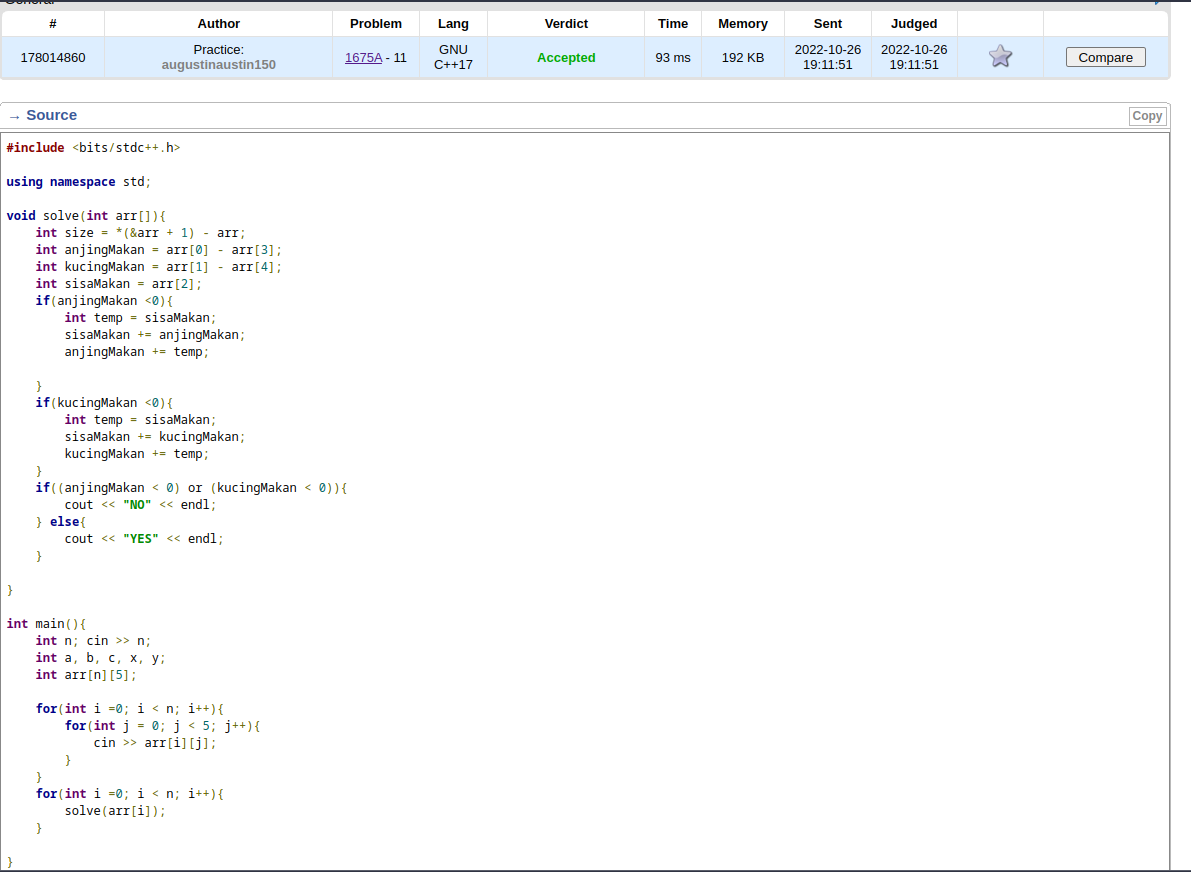 General
# Author Problem Lang Verdict Time Memory Sent Judged
178014860 Practice: augustinaustin150 1675A - 11 GNU C++17 Accepted 93 ms 192 KB 2022-10-26 19:11:51 2022-10-26 19:11:51 Compare
→ Source Copy
#include <bits/stdc++.h>
using namespace std;
void solve(int arr[]){
    int size = *(&arr + 1) - arr;
    int anjingMakan = arr[0] - arr[3];
    int kucingMakan = arr[1] - arr[4];
    int sisaMakan = arr[2];
    if(anjingMakan <0){
        int temp = sisaMakan;
        sisaMakan += anjingMakan;
        anjingMakan += temp;
    }
    if(kucingMakan <0){
        int temp = sisaMakan;
        sisaMakan += kucingMakan;
        kucingMakan += temp;
    }
    if((anjingMakan < 0) or (kucingMakan < 0)){
        cout << "NO" << endl;
    } else{
        cout << "YES" << endl;
    }
}
int main(){
    int n; cin >> n;
    int a, b, c, x, y;
    int arr[n][5];
    for(int i =0; i < n; i++){
        for(int j = 0; j < 5; j++){
            cin >> arr[i][j];
        }
    }
    for(int i =0; i < n; i++){
        solve(arr[i]);
    }
}